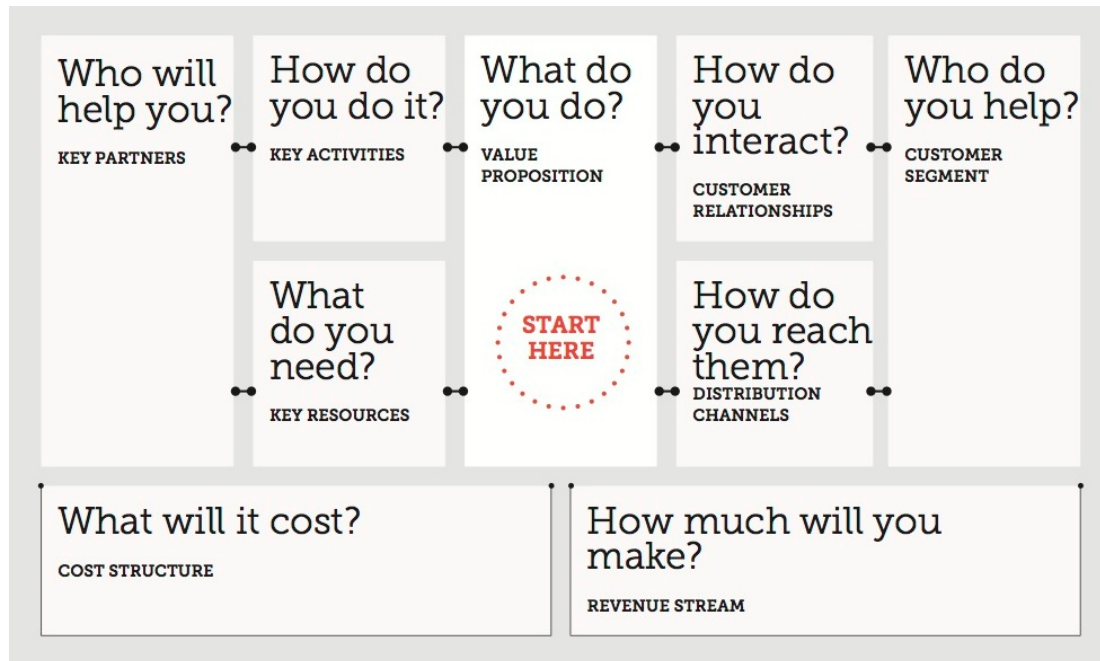 Who will
help you?
KEY PARTNERS
How do
you do it?
KEY ACTIVITIES
What
do you
need?
KEY RESOURCES
What do
you do?
VALUE
PROPOSITION
START
HERE
How do
you
interact?
CUSTOMER
RELATIONSHIPS
How do
you reach
them?
DISTRIBUTION
CHANNELS
Who do
you help?
CUSTOMER
SEGMENT
What will it cost?
COST STRUCTURE
How much will you
make?
REVENUE STREAM